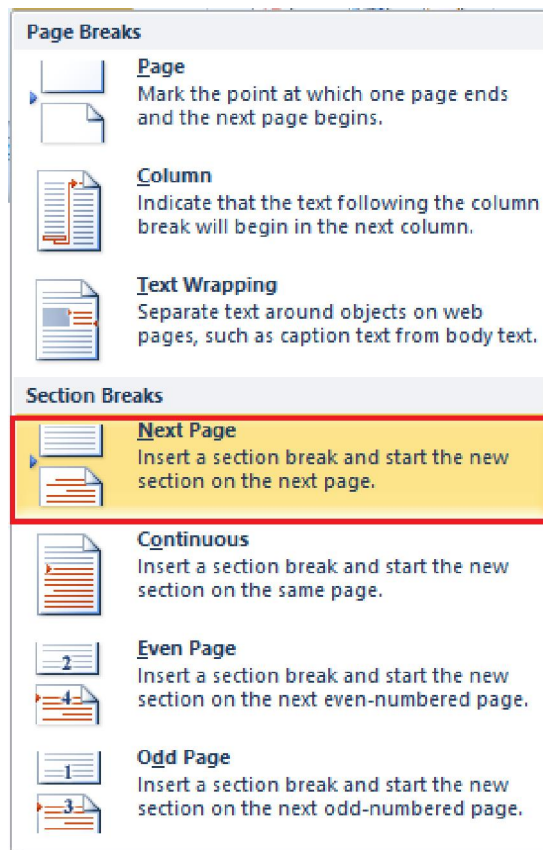 Page Breaks
Page
Mark the point at which one page ends
and the next page begins.
Column
Indicate that the text following the column
break will begin in the next column.
Text Wrapping
Separate text around objects on web
pages, such as caption text from body text.
Section Breaks
Next Page
Insert a section break and start the new
section on the next page.
Continuous
Insert a section break and start the new
section on the same page.
2
4
Even Page
Insert a section break and start the new
section on the next even-numbered page.
1
3
Odd Page
Insert a section break and start the new
section on the next odd-numbered page.